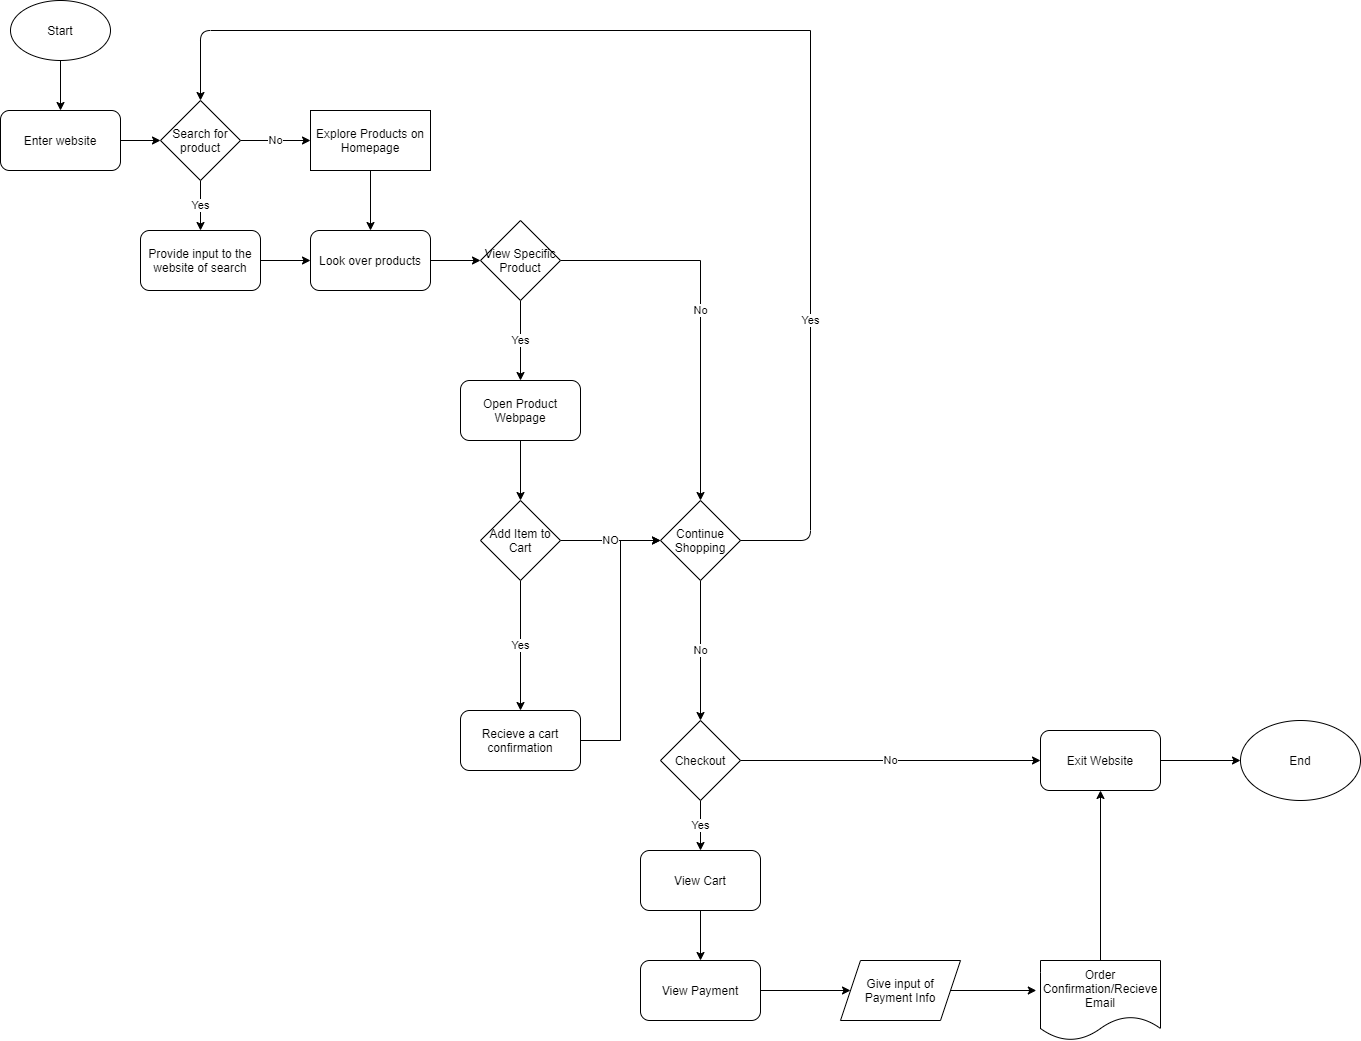 Start
Enter website
Search for
product
No
Explore Products on
Homepage
Yes
Provide input to the
website of search
Look over products
View Specific
Product
No
Yes
Yes
Open Product
Webpage
Add Item to
Cart
NO
Continue
Shopping
Yes
No
Recieve a cart
confirmation
Checkout
No
Exit Website
End
Yes
View Cart
View Payment
Give input of
Payment Info
Order
Confirmation/Recieve
Email